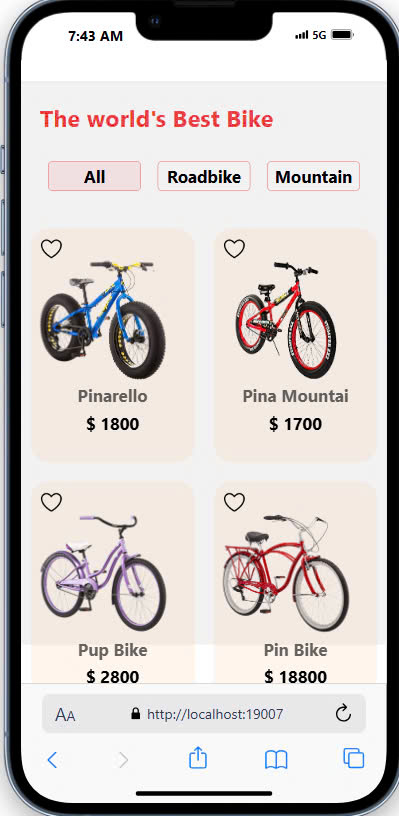 7:43 AM 5G
The world's Best Bike
All Roadbike Mountain
Pinarello Pina Mountai
$ 1800 $ 1700
Pup Bike Pin Bike
$ 2800 $ 18800
AA http://localhost:19007